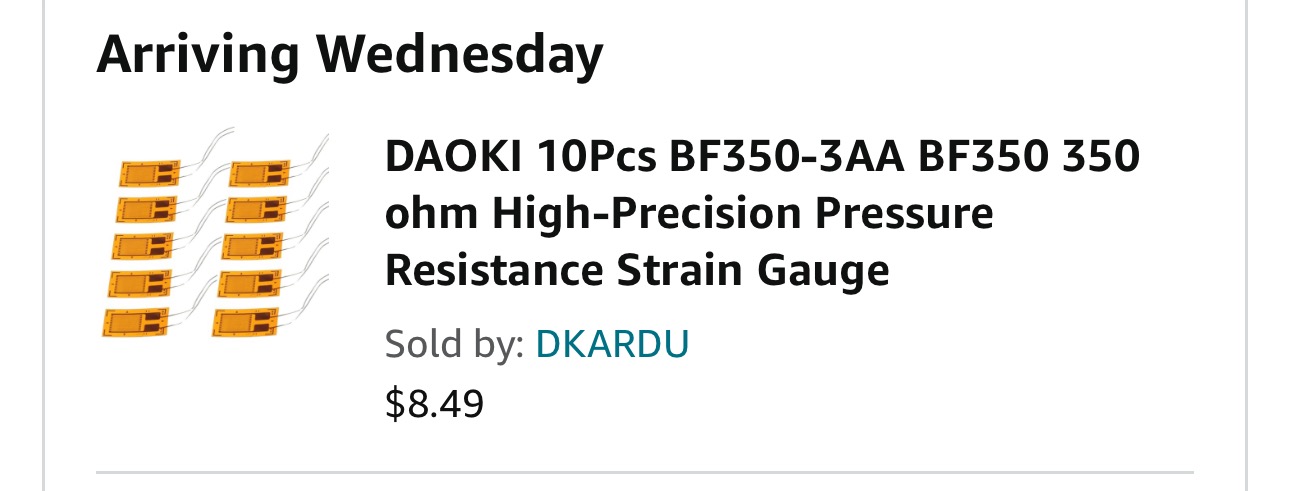 Arriving Wednesday
DAOKI 10Pcs BF350-3AA BF350 350
ohm High-Precision Pressure
Resistance Strain Gauge
Sold by: DKARDU
$8.49